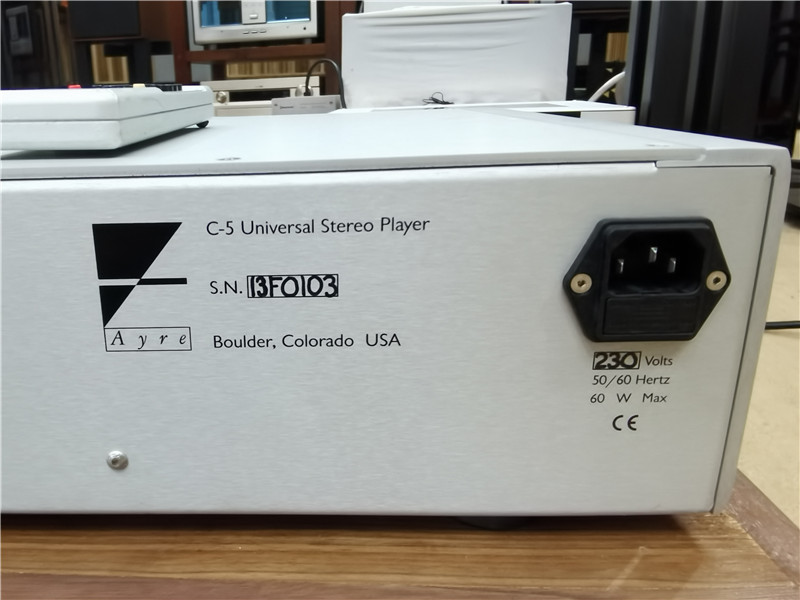 C-5 Universal Stereo Player
S.N. 13F0103
Ayre
Boulder, Colorado USA
230 Volts
50/60 Hertz
60 W Max
CE